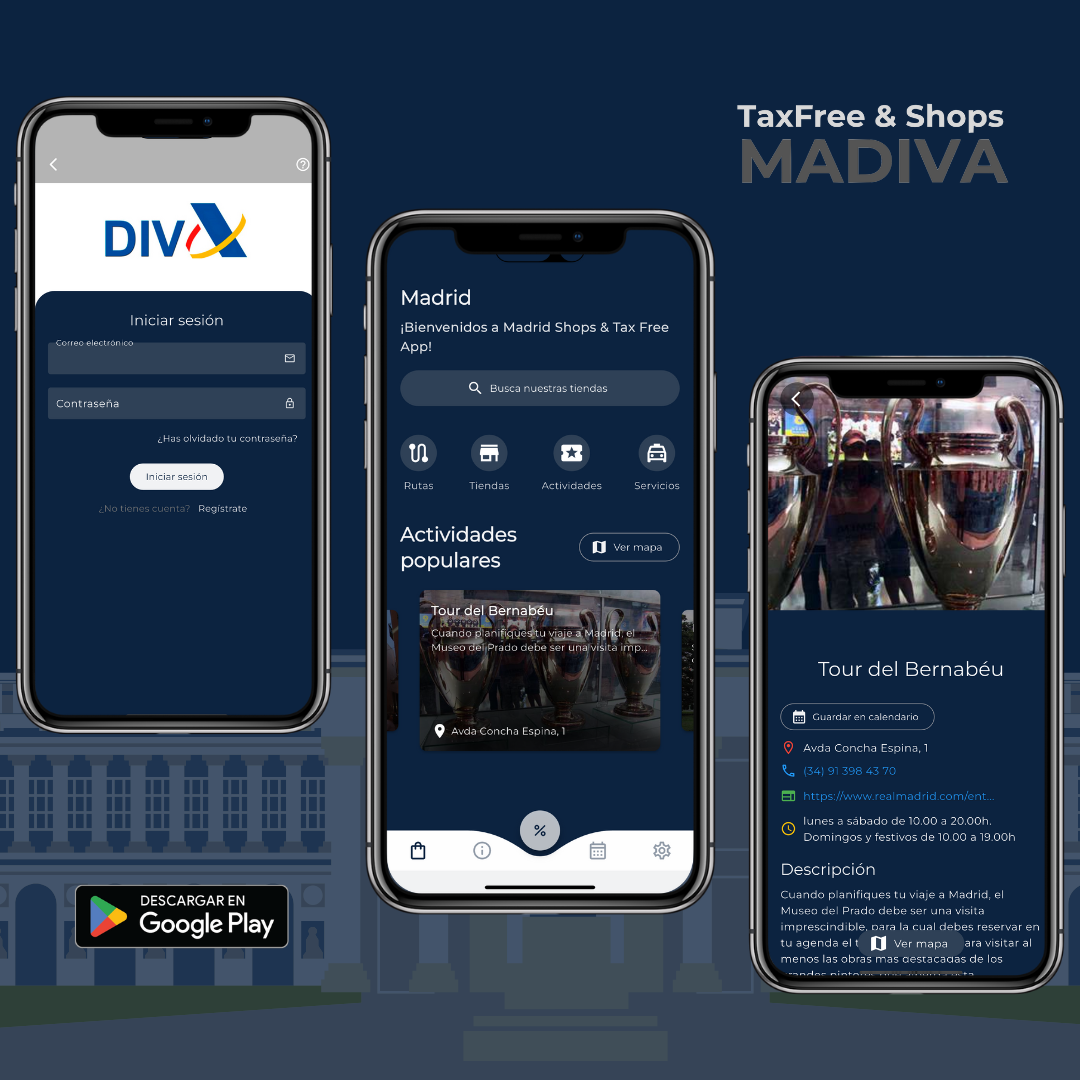 TaxFree & Shops
MADIVA
DIVA
Iniciar sesión
Correo electrónico
Contraseña
¿Has olvidado tu contraseña?
Iniciar sesión
¿No tienes cuenta? Regístrate
Madrid
¡Bienvenidos a Madrid Shops & Tax Free
App!
Busca nuestras tiendas
Rutas
Tiendas
Actividades
Servicios
Actividades
populares
Ver mapa
Tour del Bernabéu
Cuando planifiques tu viaje a Madrid, el
Museo del Prado debe ser una visita imp...
Avda Concha Espina, 1
%
Tour del Bernabéu
Guardar en calendario
Avda Concha Espina, 1
(34) 91 398 43 70
https://www.realmadrid.com/ent...
lunes a sábado de 10.00 a 20.00h.
Domingos y festivos de 10.00 a 19.00h
Descripción
Cuando planifiques tu viaje a Madrid, el
Museo del Prado debe ser una visita
imprescindible, para la cual debes reservar en
tu agenda el ara visitar al
Ver mapa
menos las obras más destacadas de los
DESCARGAR EN
Google Play